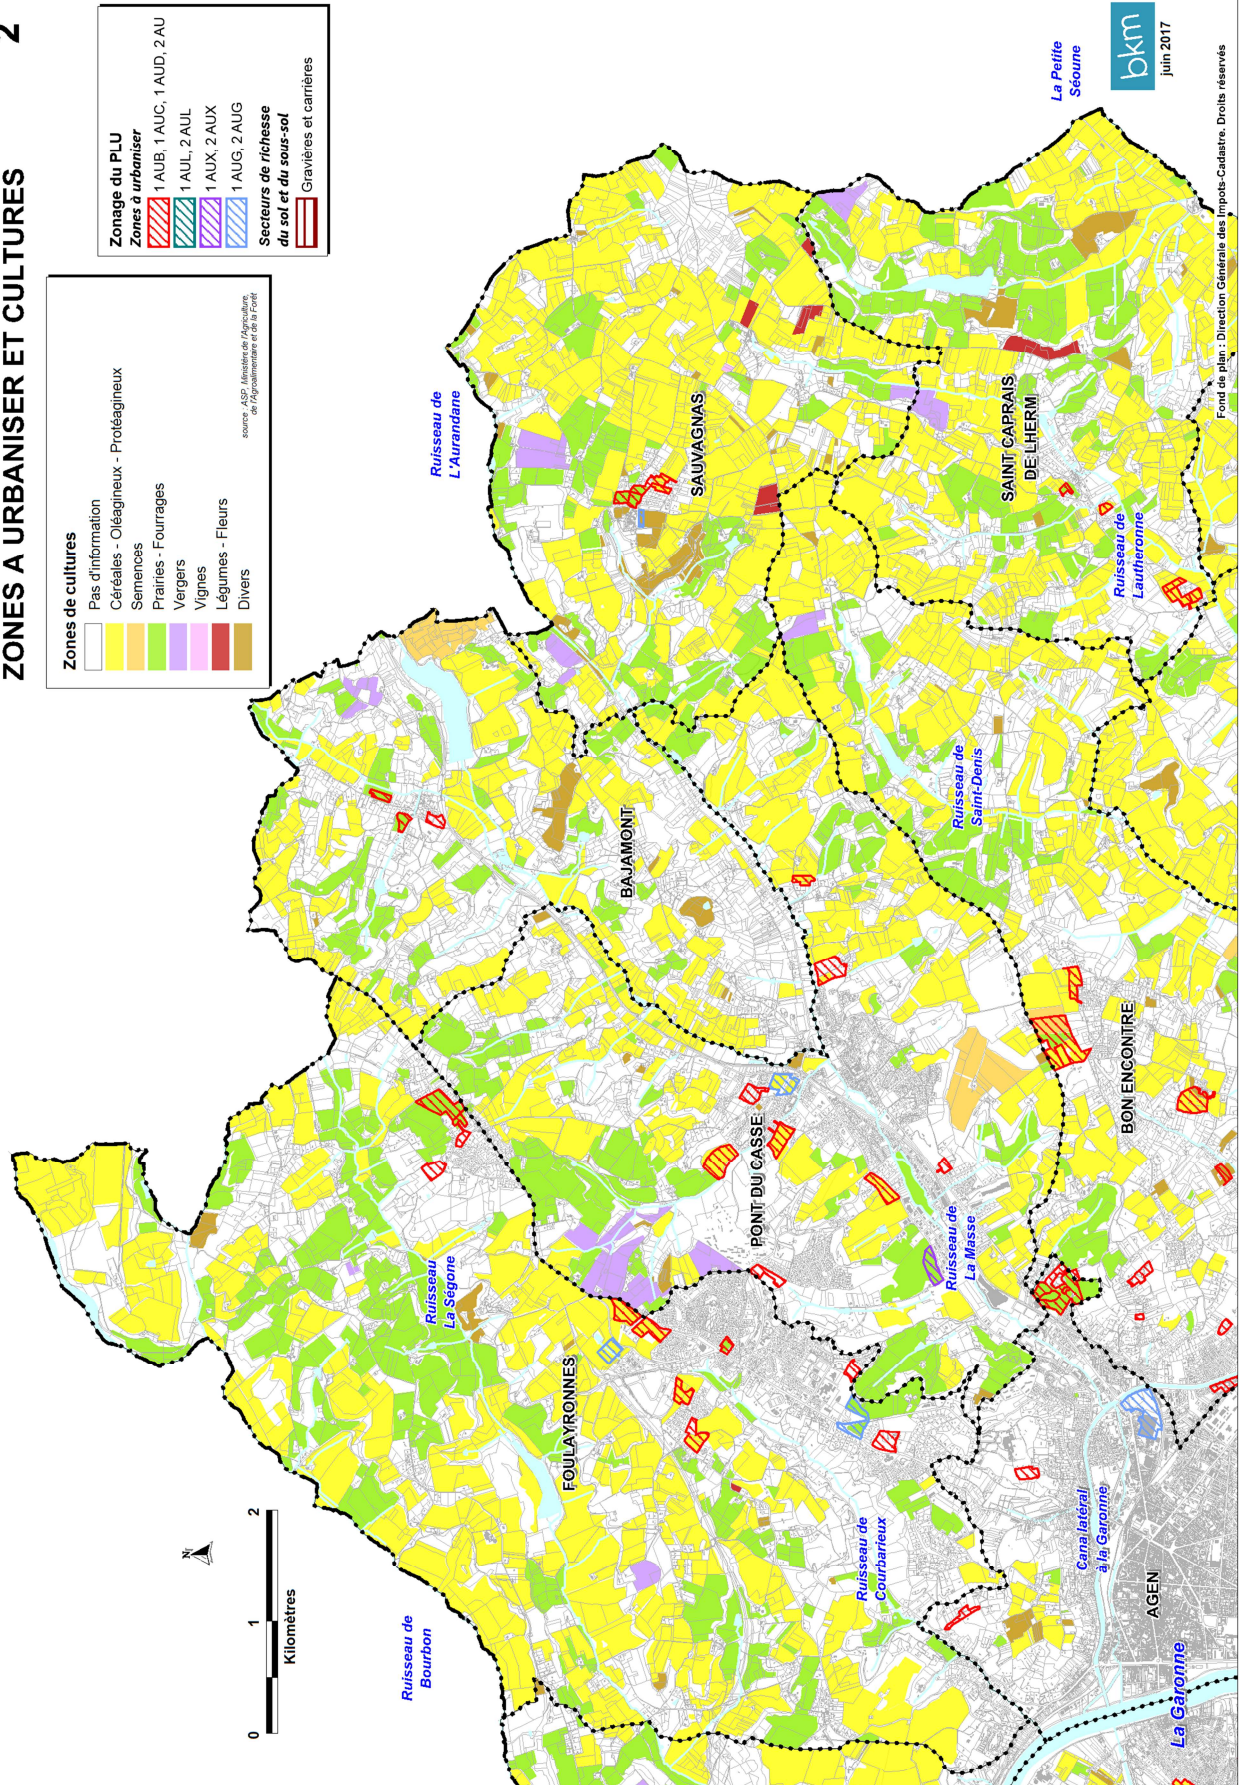 ZONES A URBANISER ET CULTURES
2
Zones de cultures
Pas d'information
Céréales - Oléagineux - Protéagineux
Semences
Prairies - Fourrages
Vergers
Vignes
Légumes - Fleurs
Divers
source : ASP, Ministère de l'Agriculture,
de l'Agroalimentaire et de la Forêt
Zonage du PLU
Zones à urbaniser
1 AUB, 1 AUC, 1 AUD, 2 AU
1 AUL, 2 AUL
1 AUX, 2 AUX
1 AUG, 2 AUG
Secteurs de richesse
du sol et du sous-sol
Gravières et carrières
N
0
1
2
Kilomètres
Ruisseau de
Bourbon
Ruisseau
La Ségone
Ruisseau de
L'Aurandane
FOULAYRONNES
BAJAMONT
SAUVAGNAS
PONT DU CASSE
Ruisseau de
Courbarieux
Ruisseau de
La Masse
Ruisseau de
Saint-Denis
SAINT CAPRAIS
DE LHERM
La Petite
Séoune
Canal latéral
à la Garonne
BON ENCONTRE
Ruisseau de
Lautheronne
AGEN
La Garonne
bkm
juin 2017
Fond de plan : Direction Générale des Impots-Cadastre. Droits réservés